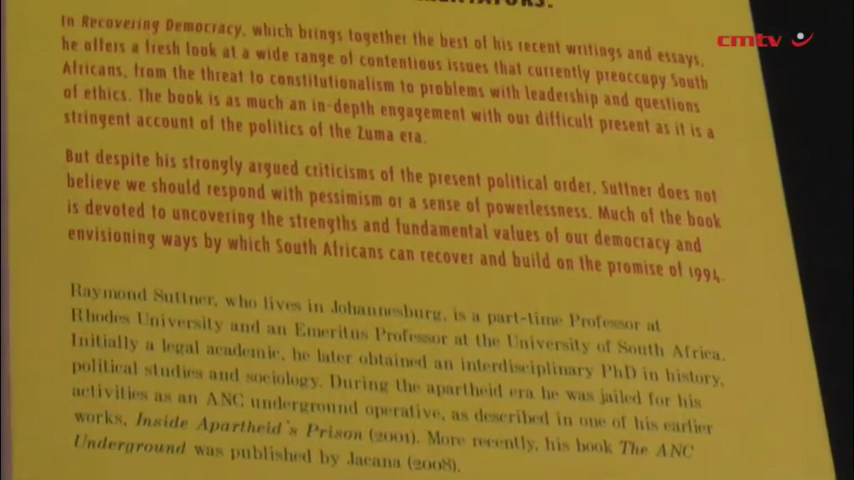 cmtv
In Recovering Democracy, which brings together the best of his recent writings and essays,
he offers a fresh look at a wide range of contentious issues that currently preoccupy South
Africans, from the threat to constitutionalism to problems with leadership and questions
of ethics. The book is as much an in-depth engagement with our difficult present as it is a
stringent account of the politics of the Zuma era.
But despite his strongly argued criticisms of the present political order, Suttner does not
believe we should respond with pessimism or a sense of powerlessness. Much of the book
is devoted to uncovering the strengths and fundamental values of our democracy and
envisioning ways by which South Africans can recover and build on the promise of 1994.
Raymond Suttner, who lives in Johannesburg, is a part-time Professor at
Rhodes University and an Emeritus Professor at the University of South Africa.
Initially a legal academic, he later obtained an interdisciplinary PhD in history,
political studies and sociology. During the apartheid era he was jailed for his
activities as an ANC underground operative, as described in one of his earlier
works, Inside Apartheid's Prison (2001). More recently, his book The ANC
Underground was published by Jacana (2008).